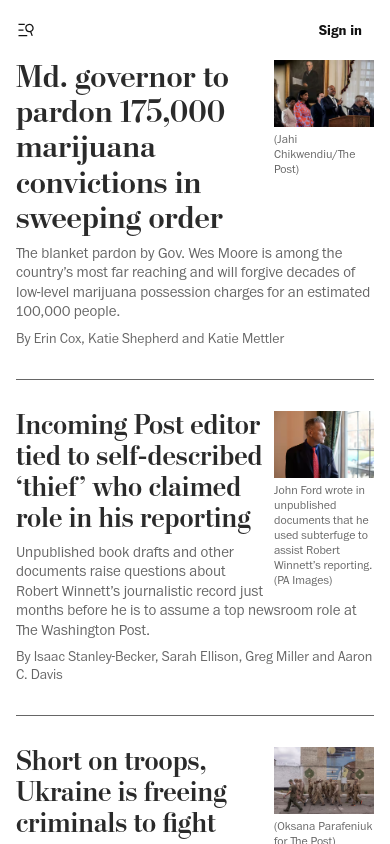 Sign in
Md. governor to
pardon 175,000
marijuana
convictions in
sweeping order
(Jahi
Chikwendiu/The
Post)
The blanket pardon by Gov. Wes Moore is among the
country's most far reaching and will forgive decades of
low-level marijuana possession charges for an estimated
100,000 people.
By Erin Cox, Katie Shepherd and Katie Mettler
Incoming Post editor
tied to self-described
‘thief’ who claimed
role in his reporting
John Ford wrote in
unpublished
documents that he
used subterfuge to
assist Robert
Winnett's reporting.
(PA Images)
Unpublished book drafts and other
documents raise questions about
Robert Winnett's journalistic record just
months before he is to assume a top newsroom role at
The Washington Post.
By Isaac Stanley-Becker, Sarah Ellison, Greg Miller and Aaron
C. Davis
Short on troops,
Ukraine is freeing
criminals to fight
(Oksana Parafeniuk
for The Post)